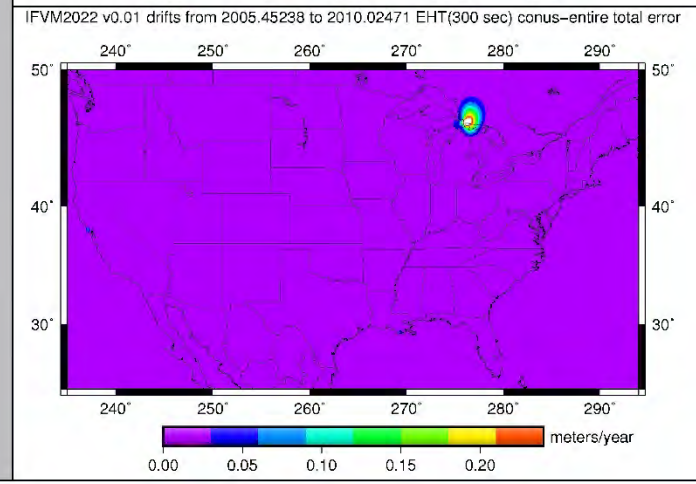 IFVM2022 v0.01 drifts from 2005.45238 to 2010.02471 EHT(300 sec) conus−entire total error
240˚ 250˚ 260˚ 270˚ 280˚ 290˚
50˚ 50˚
40˚ 40˚
30˚ 30˚
240˚ 250˚ 260˚ 270˚ 280˚ 290˚
meters/year
0.00 0.05 0.10 0.15 0.20